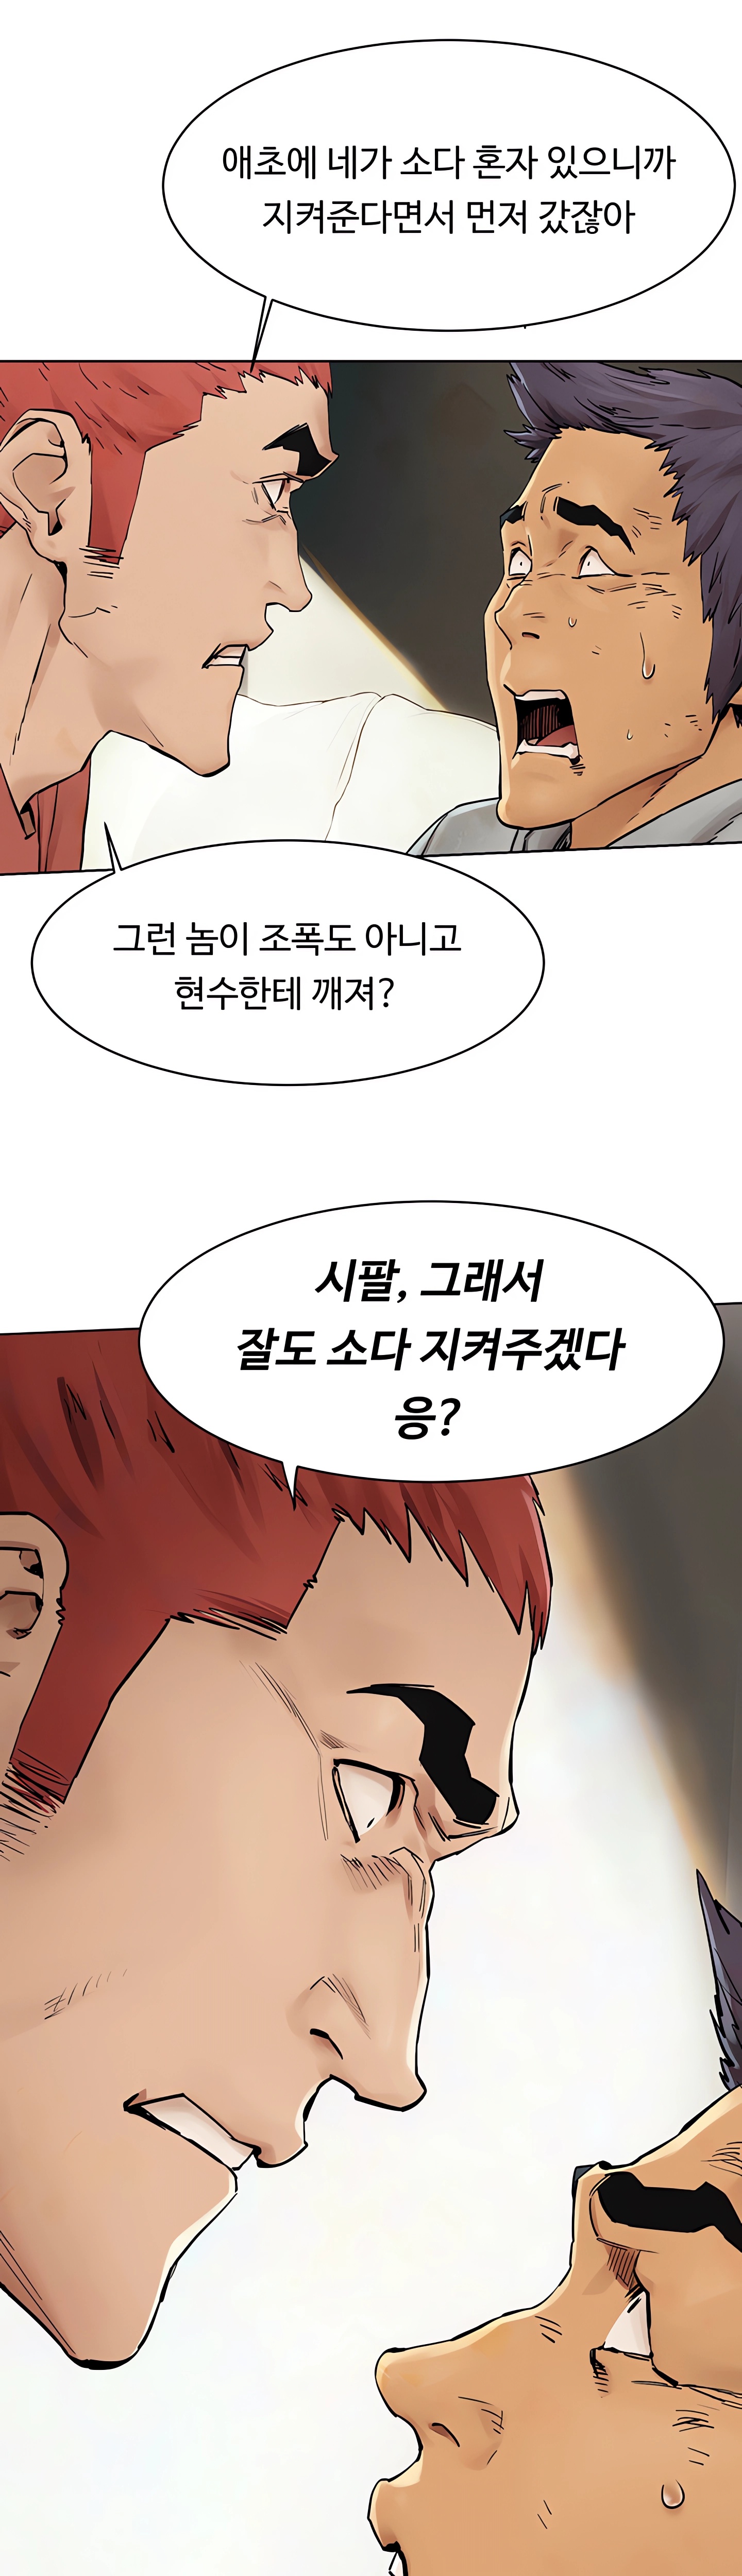 애초에 네가 소다 혼자 있으니까
지켜준다면서 먼저 갔잖아
그런 놈이 조폭도 아니고
현수한테 깨져?
시팔, 그래서
잘도 소다 지켜주겠다
응?